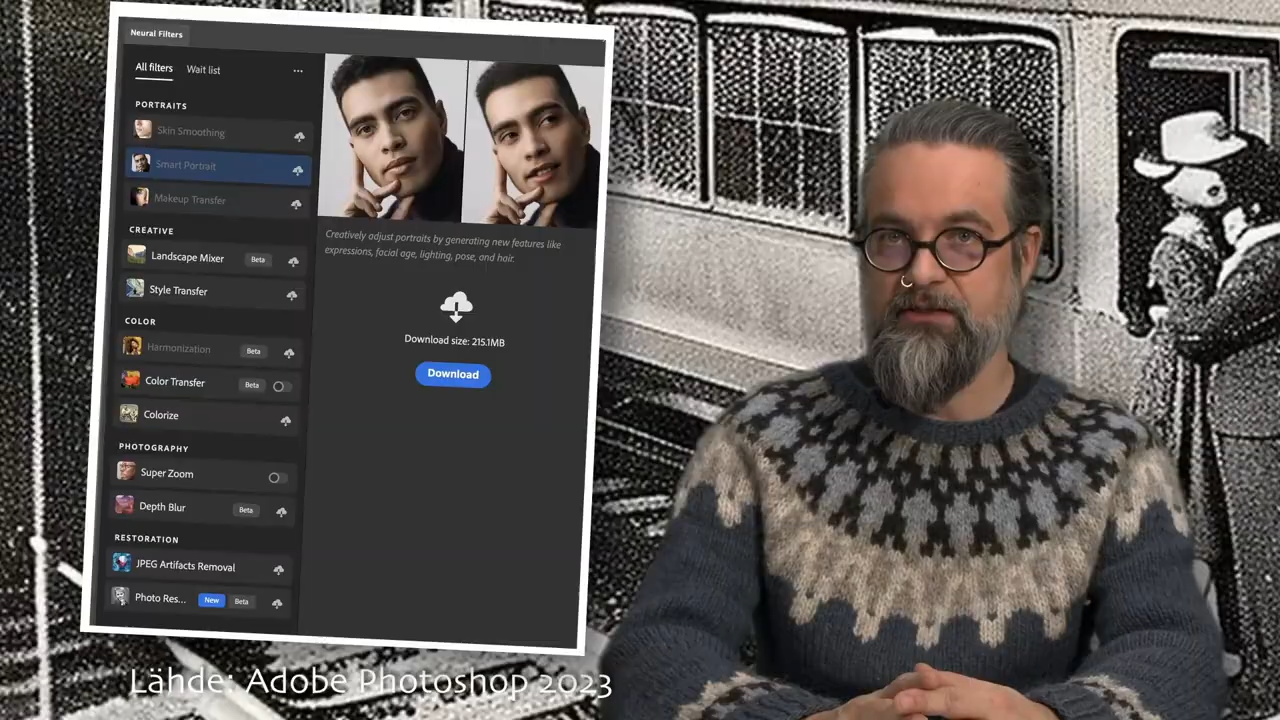 Neural Filters
All filters
Wait list
PORTRAITS
Skin Smoothing
Smart Portrait
Makeup Transfer
CREATIVE
Landscape Mixer Beta
Style Transfer
COLOR
Harmonization Beta
Color Transfer Beta
Colorize
PHOTOGRAPHY
Super Zoom
Depth Blur Beta
RESTORATION
JPEG Artifacts Removal
Photo Res... New Beta
Creatively adjust portraits by generating new features like
expressions, facial age, lighting, pose, and hair.
Download size: 215.1MB
Download
Lähde: Adobe Photoshop 2023